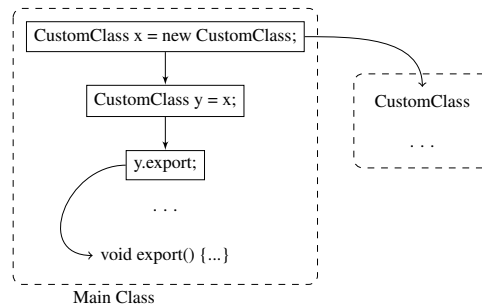 CustomClass x = new CustomClass;
CustomClass y = x;
CustomClass
. . .
y.export;
. . .
void export() {...}
Main Class